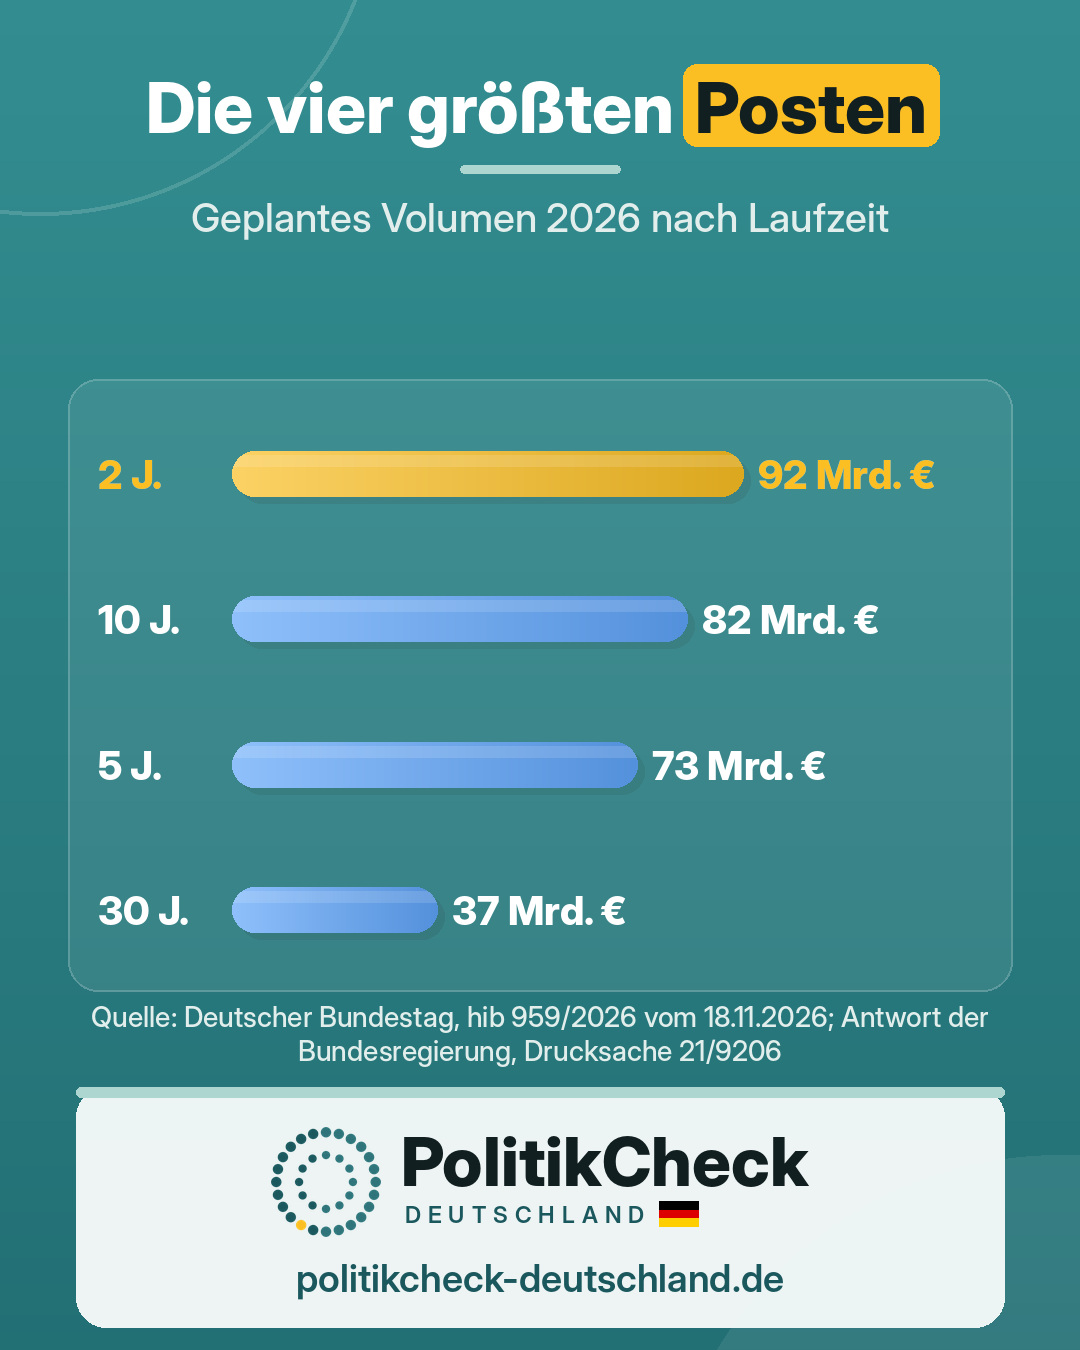 Die vier größten Posten
Geplantes Volumen 2026 nach Laufzeit
2 J. 92 Mrd. €
10 J. 82 Mrd. €
5 J. 73 Mrd. €
30 J. 37 Mrd. €
Quelle: Deutscher Bundestag, hib 959/2026 vom 18.11.2026; Antwort der
Bundesregierung, Drucksache 21/9206
PolitikCheck
DEUTSCHLAND
politikcheck-deutschland.de